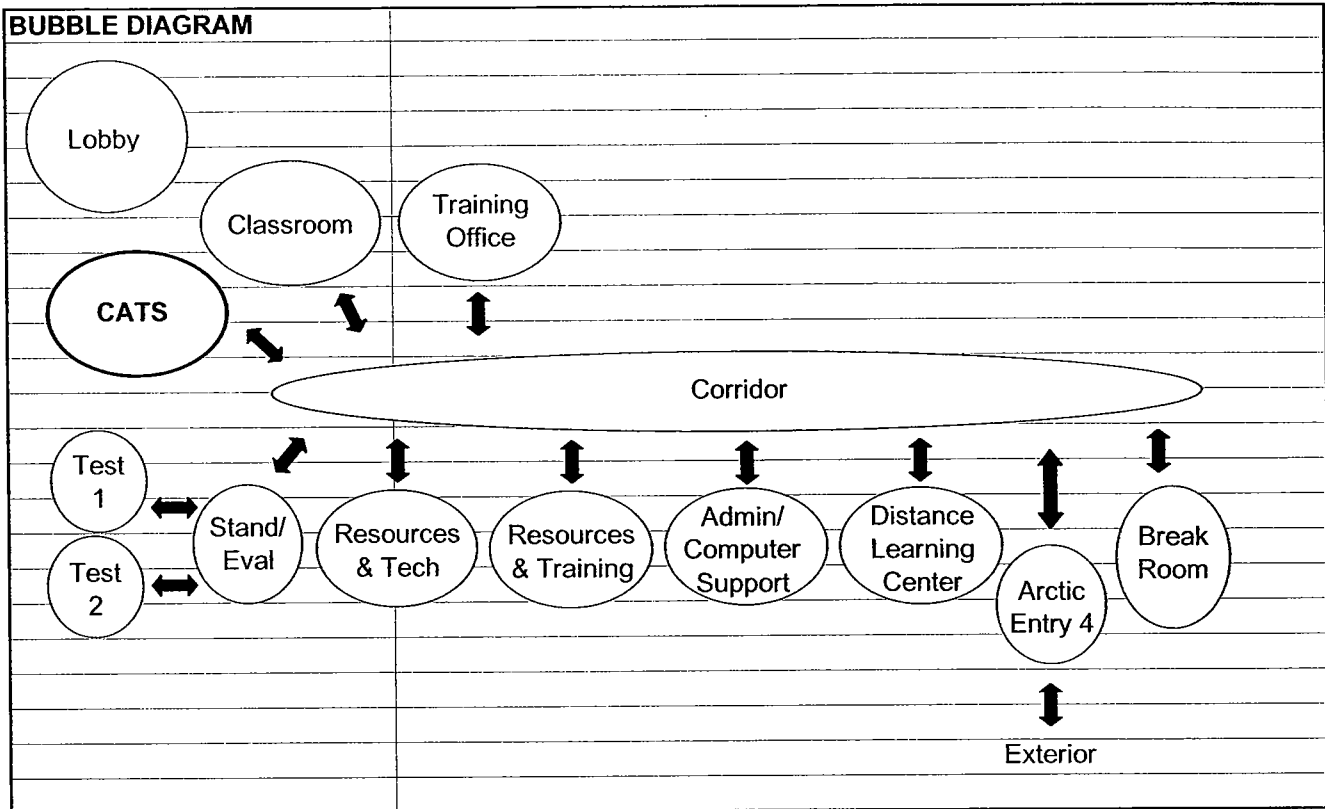 BUBBLE DIAGRAM
Lobby
Classroom
Training
Office
CATS
Corridor
Test
1
Test
2
Stand/
Eval
Resources
& Tech
Resources
& Training
Admin/
Computer
Support
Distance
Learning
Center
Arctic
Entry 4
Break
Room
Exterior